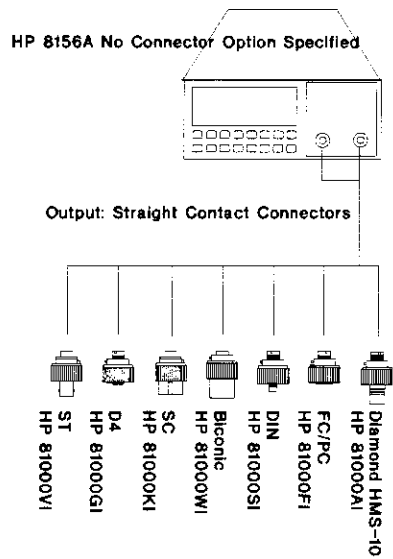 HP 8156A No Connector Option Specified
Output: Straight Contact Connectors
ST
HP 81000VI
D4
HP 81000GI
SC
HP 81000KI
Biconic
HP 81000WI
DIN
HP 81000SI
FC/PC
HP 81000FI
Diamond HMS-10
HP 81000AI